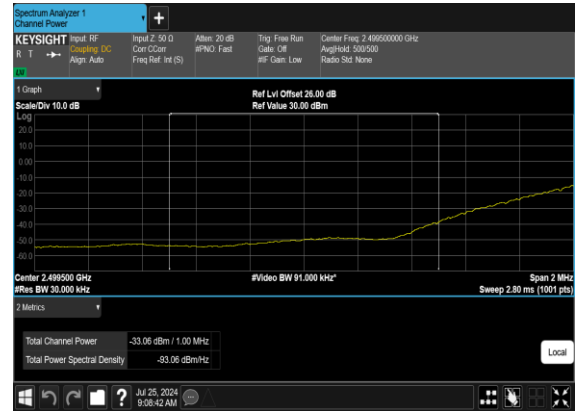 Spectrum Analyzer 1
Channel Power
+
KEYSIGHT Input: RF Input Z: 50 Ω Atten: 20 dB Trig: Free Run Center Freq: 2.499500000 GHz
R T Coupling: DC Corr CCorr #PNO: Fast Gate: Off Avg|Hold: 500/500
Align: Auto Freq Ref: Int (S) #IF Gain: Low Radio Std: None
1 Graph
Ref Lvl Offset 26.00 dB
Scale/Div 10.0 dB Ref Value 30.00 dBm
Log
20.0
10.0
0.00
-10.0
-20.0
-30.0
-40.0
-50.0
-60.0
Center 2.499500 GHz #Video BW 91.000 kHz* Span 2 MHz
#Res BW 30.000 kHz Sweep 2.80 ms (1001 pts)
2 Metrics
Total Channel Power -33.06 dBm / 1.00 MHz
Total Power Spectral Density -93.06 dBm/Hz
Local
? Jul 25, 2024
9:08:42 AM